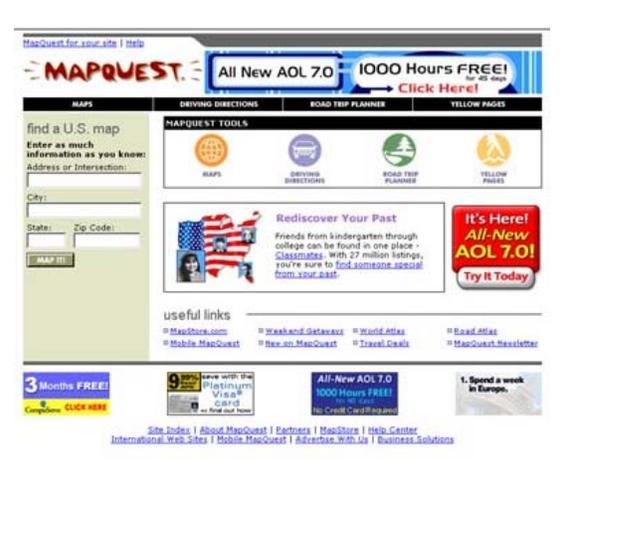 MapQuest for your site | Help
MAPQUEST.
All New AOL 7.0
1000 Hours FREE!
for 45 days
Click Here!
MAPS
DRIVING DIRECTIONS
ROAD TRIP PLANNER
YELLOW PAGES
find a U.S. map
Enter as much
information as you know:
Address or Intersection:
City:
State: Zip Code:
MAP IT!
MAPQUEST TOOLS
MAPS
DRIVING
DIRECTIONS
ROAD TRIP
PLANNER
YELLOW
PAGES
Rediscover Your Past
Friends from kindergarten through
college can be found in one place -
Classmates. With 27 million listings,
you're sure to find someone special
from your past.
It's Here!
All-New
AOL 7.0!
Try It Today
useful links
MapStore.com
Weekend Getaways
World Atlas
Road Atlas
Mobile MapQuest
New on MapQuest
Travel Deals
MapQuest Newsletter
3 Months FREE!
CompuServe CLICK HERE
save with the
Platinum
Visa®
card
<< find out how
All-New AOL 7.0
1000 Hours FREE!
for 45 days
No Credit Card Required
1. Spend a week
in Europe.
Site Index | About MapQuest | Partners | MapStore | Help Center
International Web Sites | Mobile MapQuest | Advertise With Us | Business Solutions